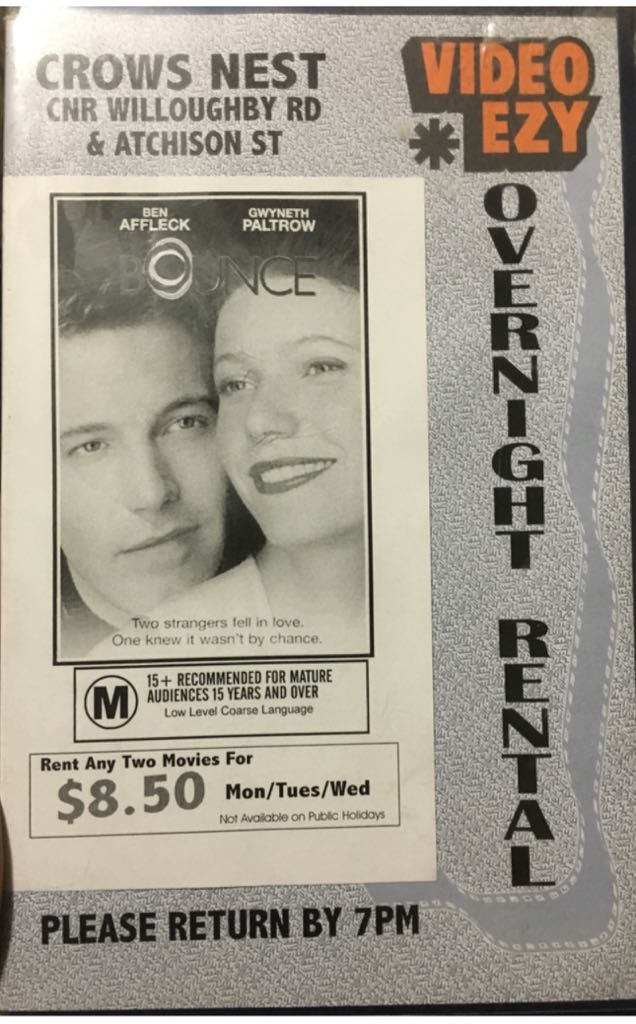 CROWS NEST
CNR WILLOUGHBY RD
& ATCHISON ST
VIDEO
EZY
OVERNIGHT RENTAL
BEN
AFFLECK
GWYNETH
PALTROW
BOUNCE
Two strangers fell in love.
One knew it wasn't by chance.
M
15+ RECOMMENDED FOR MATURE
AUDIENCES 15 YEARS AND OVER
Low Level Coarse Language
Rent Any Two Movies For
$8.50 Mon/Tues/Wed
Not Available on Public Holidays
PLEASE RETURN BY 7PM